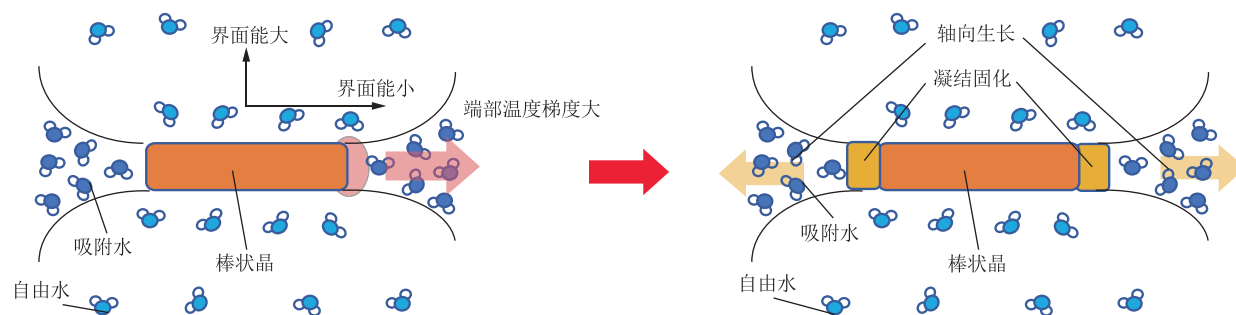 界面能大
界面能小
端部温度梯度大
吸附水
棒状晶
自由水
轴向生长
凝结固化
吸附水
棒状晶
自由水